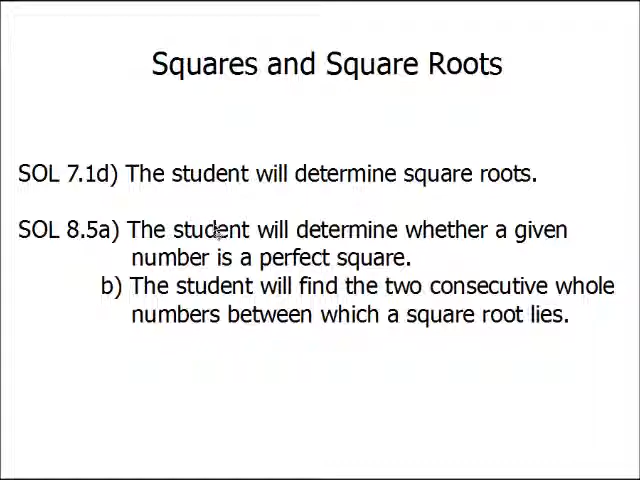 Squares and Square Roots
SOL 7.1d) The student will determine square roots.
SOL 8.5a) The student will determine whether a given
number is a perfect square.
b) The student will find the two consecutive whole
numbers between which a square root lies.